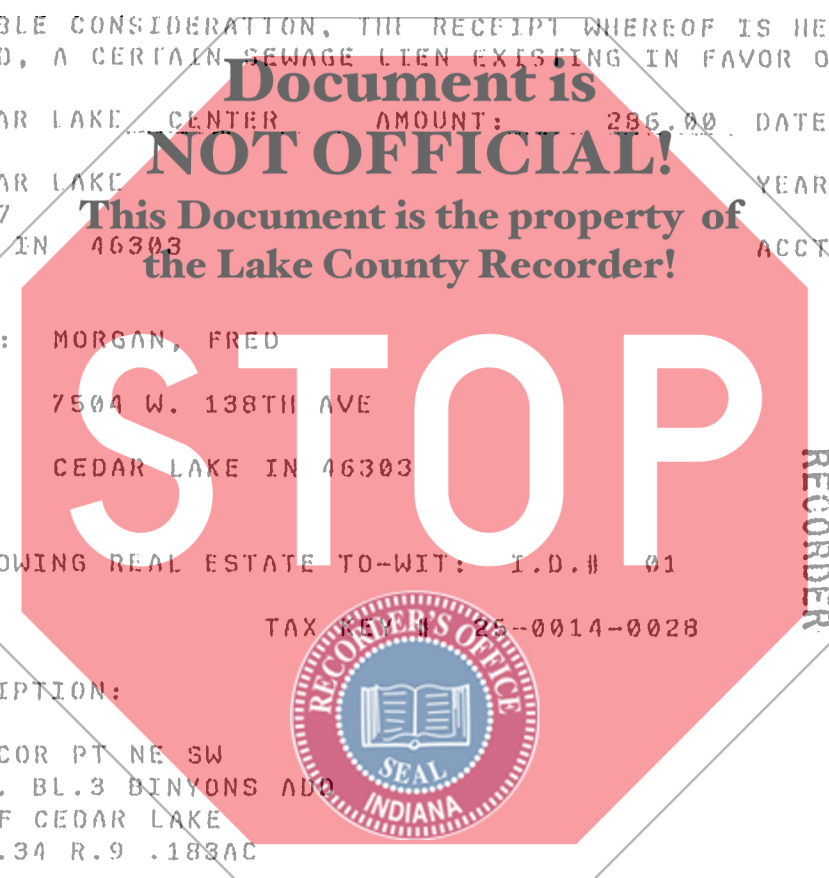 BLE CONSIDERATION, THE RECEIPT WHEREOF IS HE
D, A CERTAIN SEWAGE LIEN EXISTING IN FAVOR O
Document is
AR LAKE CENTER AMOUNT: 286.00 DATE
NOT OFFICIAL!
AR LAKE YEAR
7
This Document is the property of
IN 46303 ACCT
the Lake County Recorder!
: MORGAN, FRED
7504 W. 138TH AVE
CEDAR LAKE IN 46303
STOP
RECORDER
OWING REAL ESTATE TO-WIT: I.D.# 01
TAX KEY # 26-0014-0028
RECORDER'S OFFICE
SEAL
INDIANA
IPTION:
COR PT NE SW
. BL.3 BINYONS ADD
F CEDAR LAKE
.34 R.9 .183AC